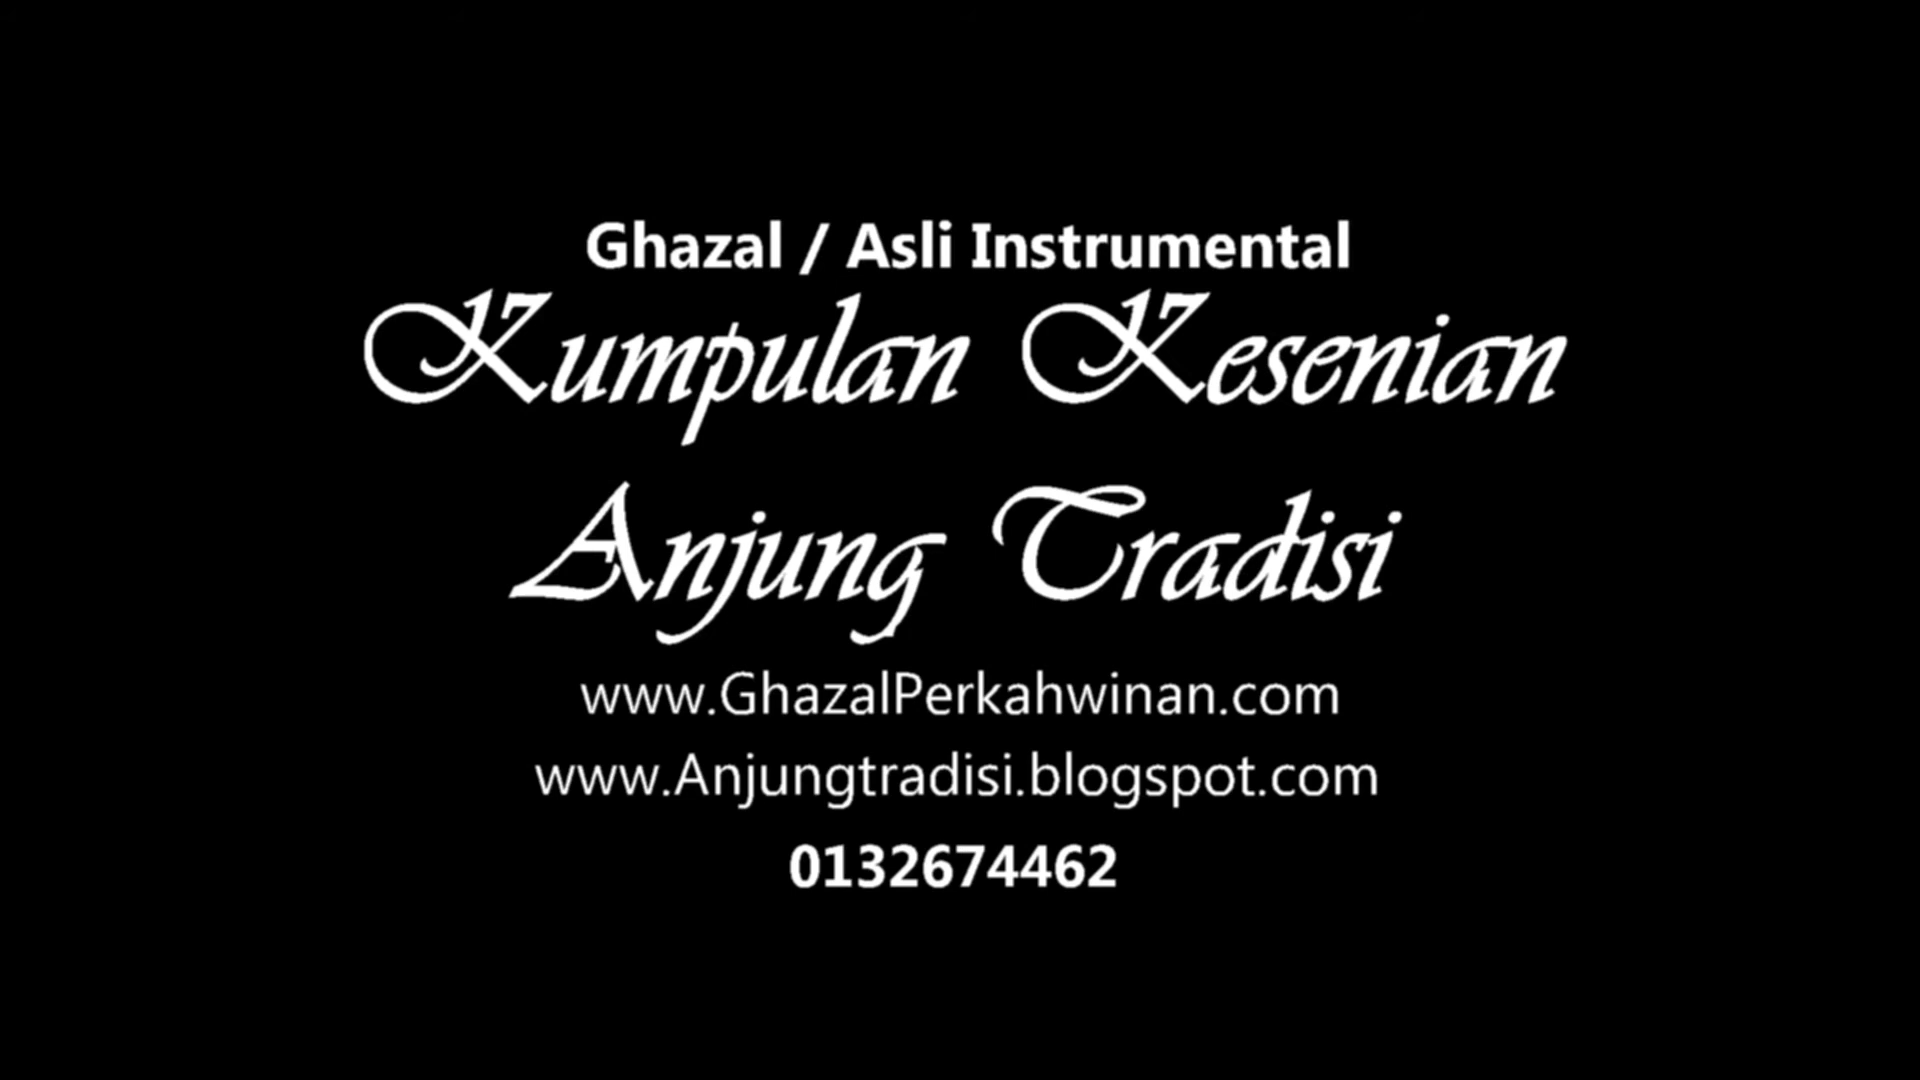 Ghazal / Asli Instrumental
Kumpulan Kesenian
Anjung Tradisi
www.GhazalPerkahwinan.com
www.Anjungtradisi.blogspot.com
0132674462